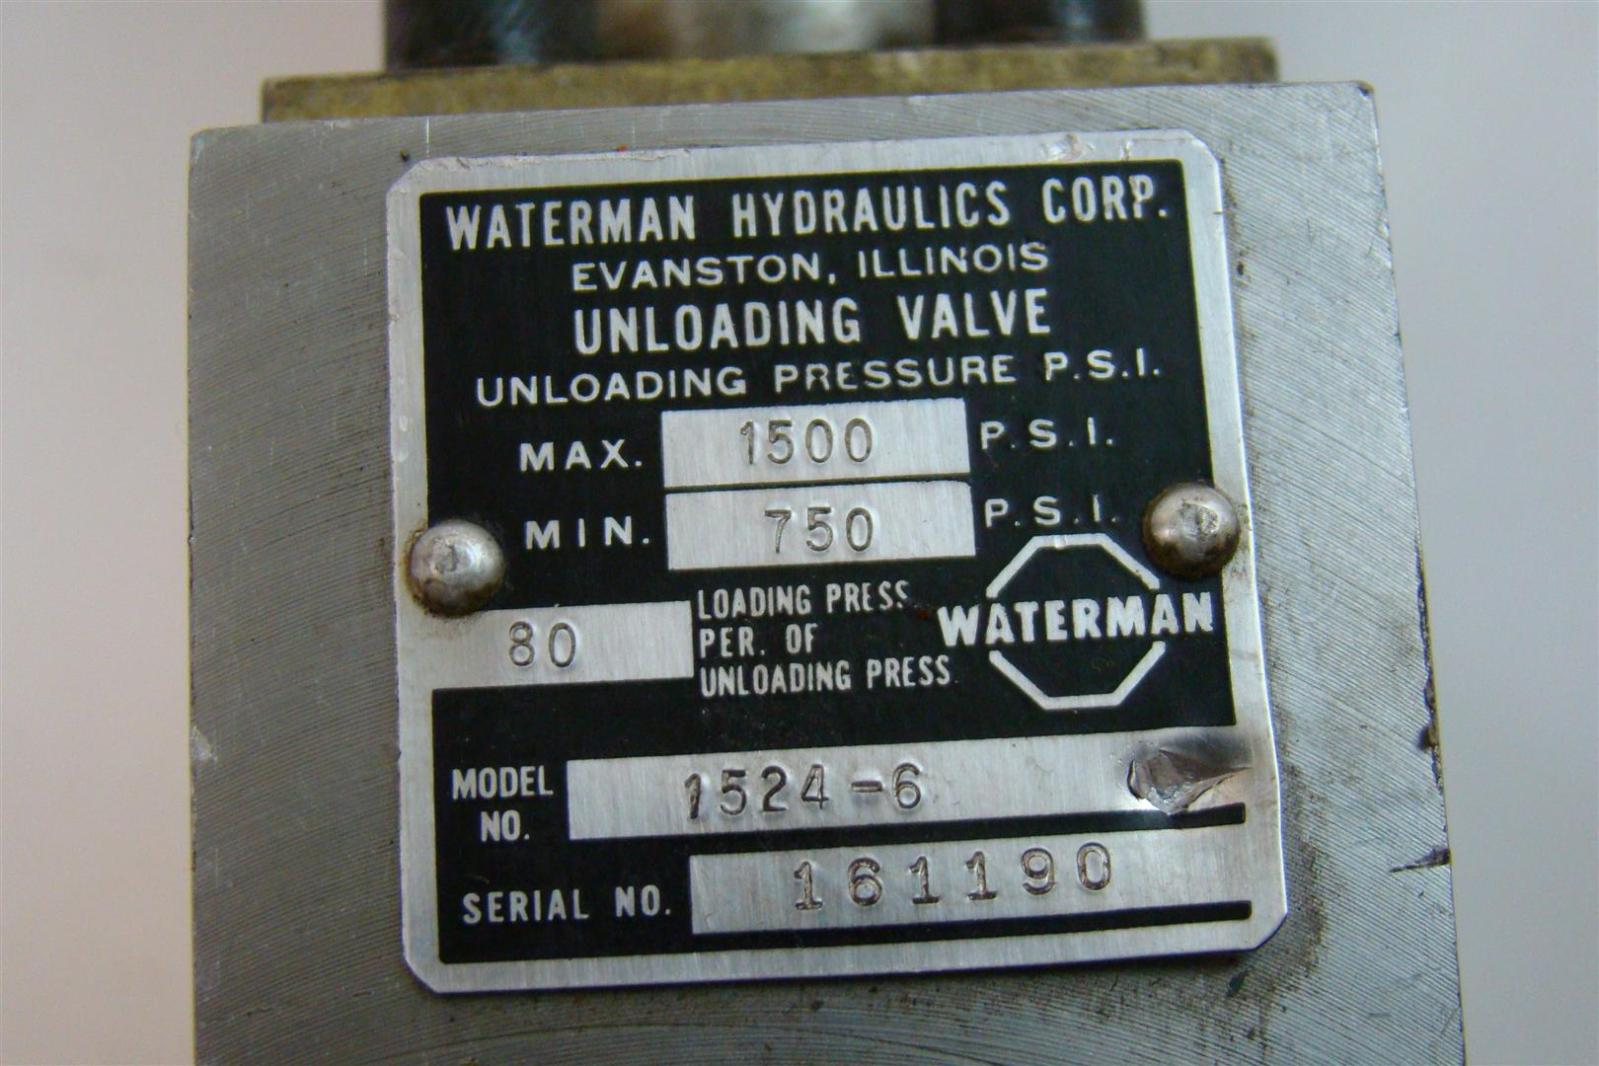 WATERMAN HYDRAULICS CORP.
EVANSTON, ILLINOIS
UNLOADING VALVE
UNLOADING PRESSURE P.S.I.
MAX. 1500 P.S.I.
MIN. 750 P.S.I.
80 LOADING PRESS.
PER. OF
UNLOADING PRESS.
WATERMAN
MODEL NO. 1524-6
SERIAL NO. 161190